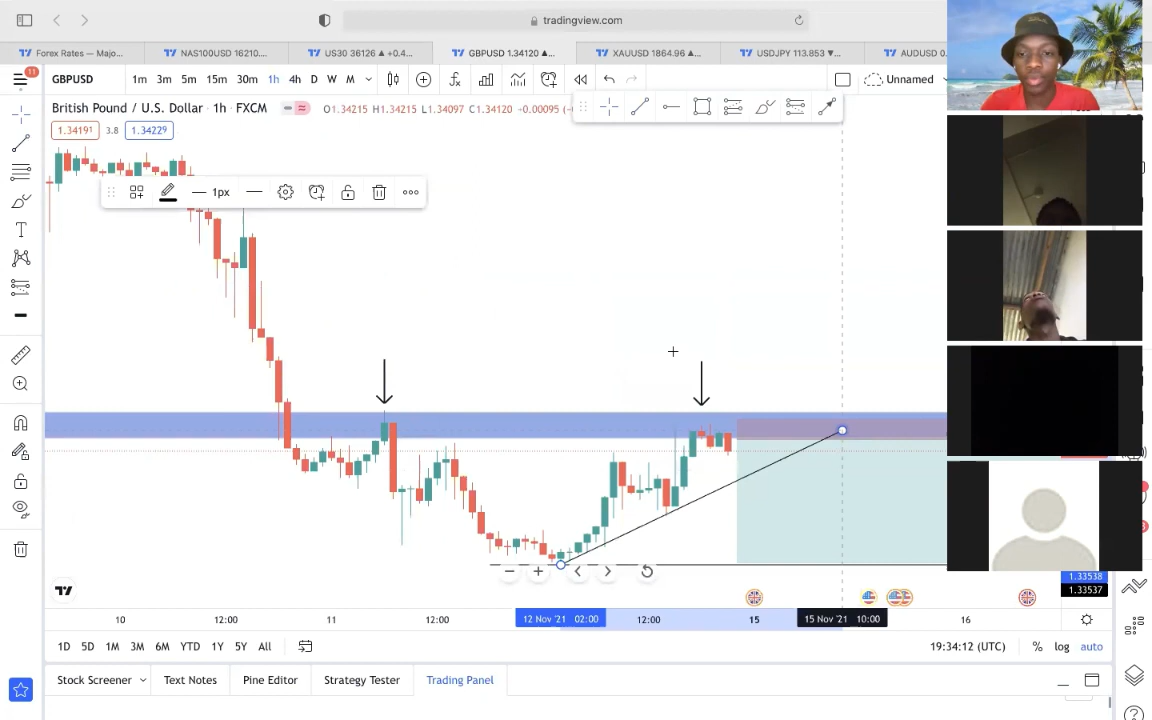 tradingview.com
Forex Rates — Majo...
NAS100USD 16210....
US30 36126 ▲ +0.4...
GBPUSD 1.34120 ▲...
XAUUSD 1864.96 ▲...
USDJPY 113.853 ▼...
AUDUSD 0.
11
GBPUSD 1m 3m 5m 15m 30m 1h 4h D W M Unnamed
British Pound / U.S. Dollar · 1h · FXCM O1.34215 H1.34215 L1.34097 C1.34120 -0.00095 (-
1.34191 3.8 1.34229
1px
1.33538
1.33537
10 12:00 11 12:00 12 Nov '21 02:00 12:00 15 15 Nov '21 10:00 16
1D 5D 1M 3M 6M YTD 1Y 5Y All 19:34:12 (UTC) % log auto
Stock Screener Text Notes Pine Editor Strategy Tester Trading Panel